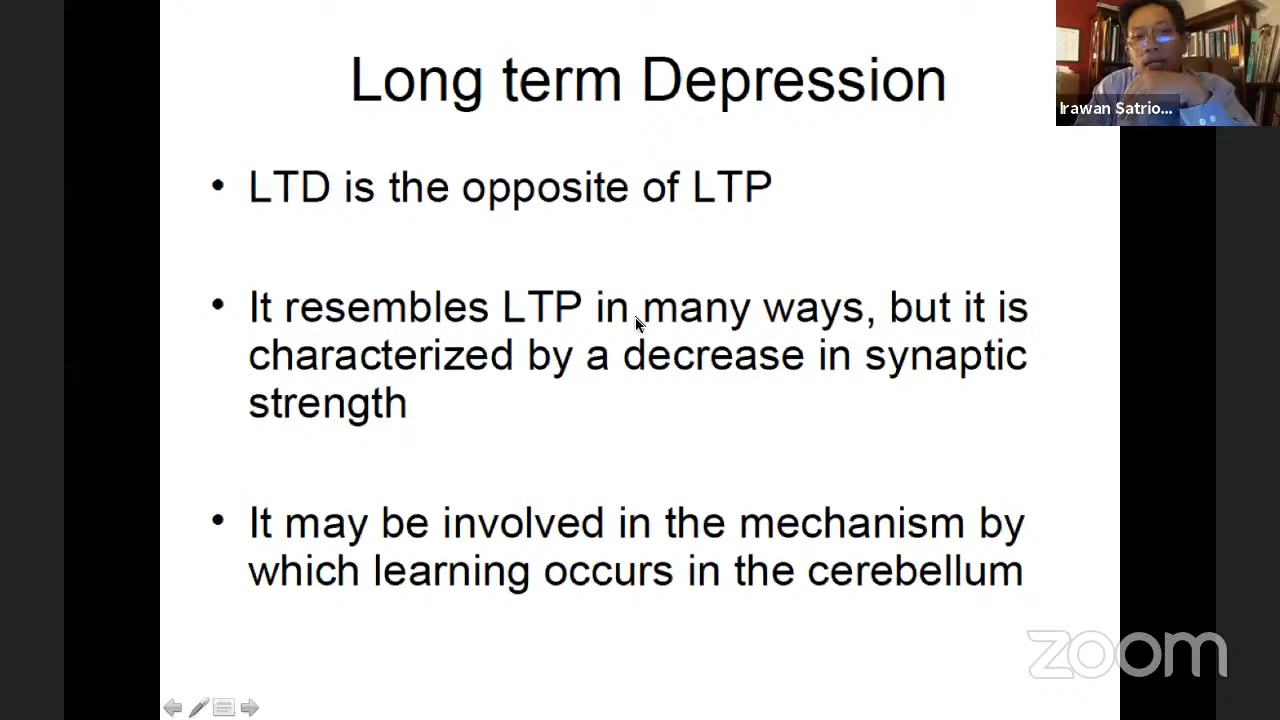 Long term Depression
Irawan Satrio...
• LTD is the opposite of LTP
• It resembles LTP in many ways, but it is
characterized by a decrease in synaptic
strength
• It may be involved in the mechanism by
which learning occurs in the cerebellum
zoom